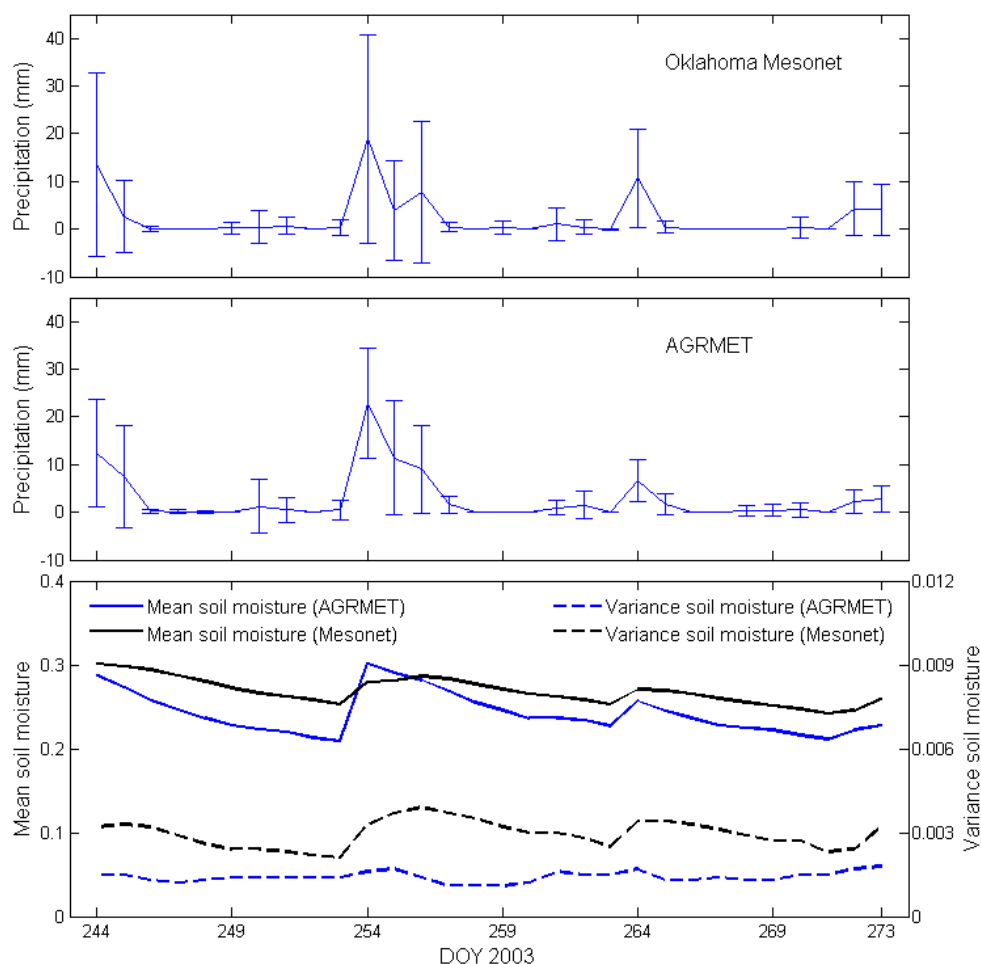 40
30
20
10
0
-10
Precipitation (mm)
Oklahoma Mesonet
40
30
20
10
0
-10
Precipitation (mm)
AGRMET
0.4
0.3
0.2
0.1
0
Mean soil moisture
Mean soil moisture (AGRMET)
Mean soil moisture (Mesonet)
Variance soil moisture (AGRMET)
Variance soil moisture (Mesonet)
0.012
0.009
0.006
0.003
0
Variance soil moisture
244 249 254 259 264 269 273
DOY 2003